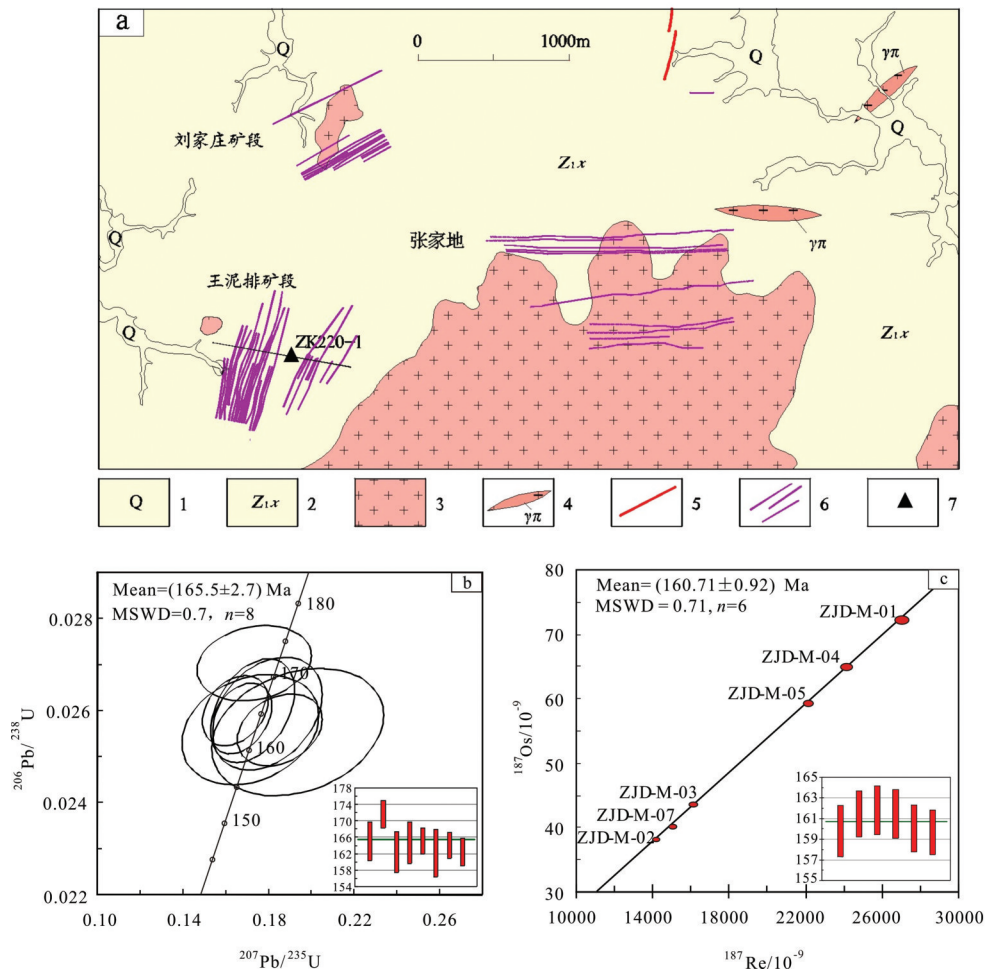 a
0 1000m
Q
γπ
Q
Q
刘家庄矿段
Z₁x
张家地
γπ
Q
王泥排矿段
Q
ZK220-1
Z₁x
Q 1
Z₁x 2
3
γπ 4
5
6
7
b
Mean=(165.5±2.7) Ma
MSWD=0.7, n=8
180
170
160
150
0.028
0.026
0.024
0.022
²⁰⁶Pb/²³⁸U
0.10 0.14 0.18 0.22 0.26
²⁰⁷Pb/²³⁵U
178
174
170
166
162
158
154
c
Mean=(160.71±0.92) Ma
MSWD=0.71, n=6
ZJD-M-01
ZJD-M-04
ZJD-M-05
ZJD-M-03
ZJD-M-07
ZJD-M-02
80
70
60
50
40
30
¹⁸⁷Os/10⁻⁹
10000 14000 18000 22000 26000 30000
¹⁸⁷Re/10⁻⁹
165
163
161
159
157
155